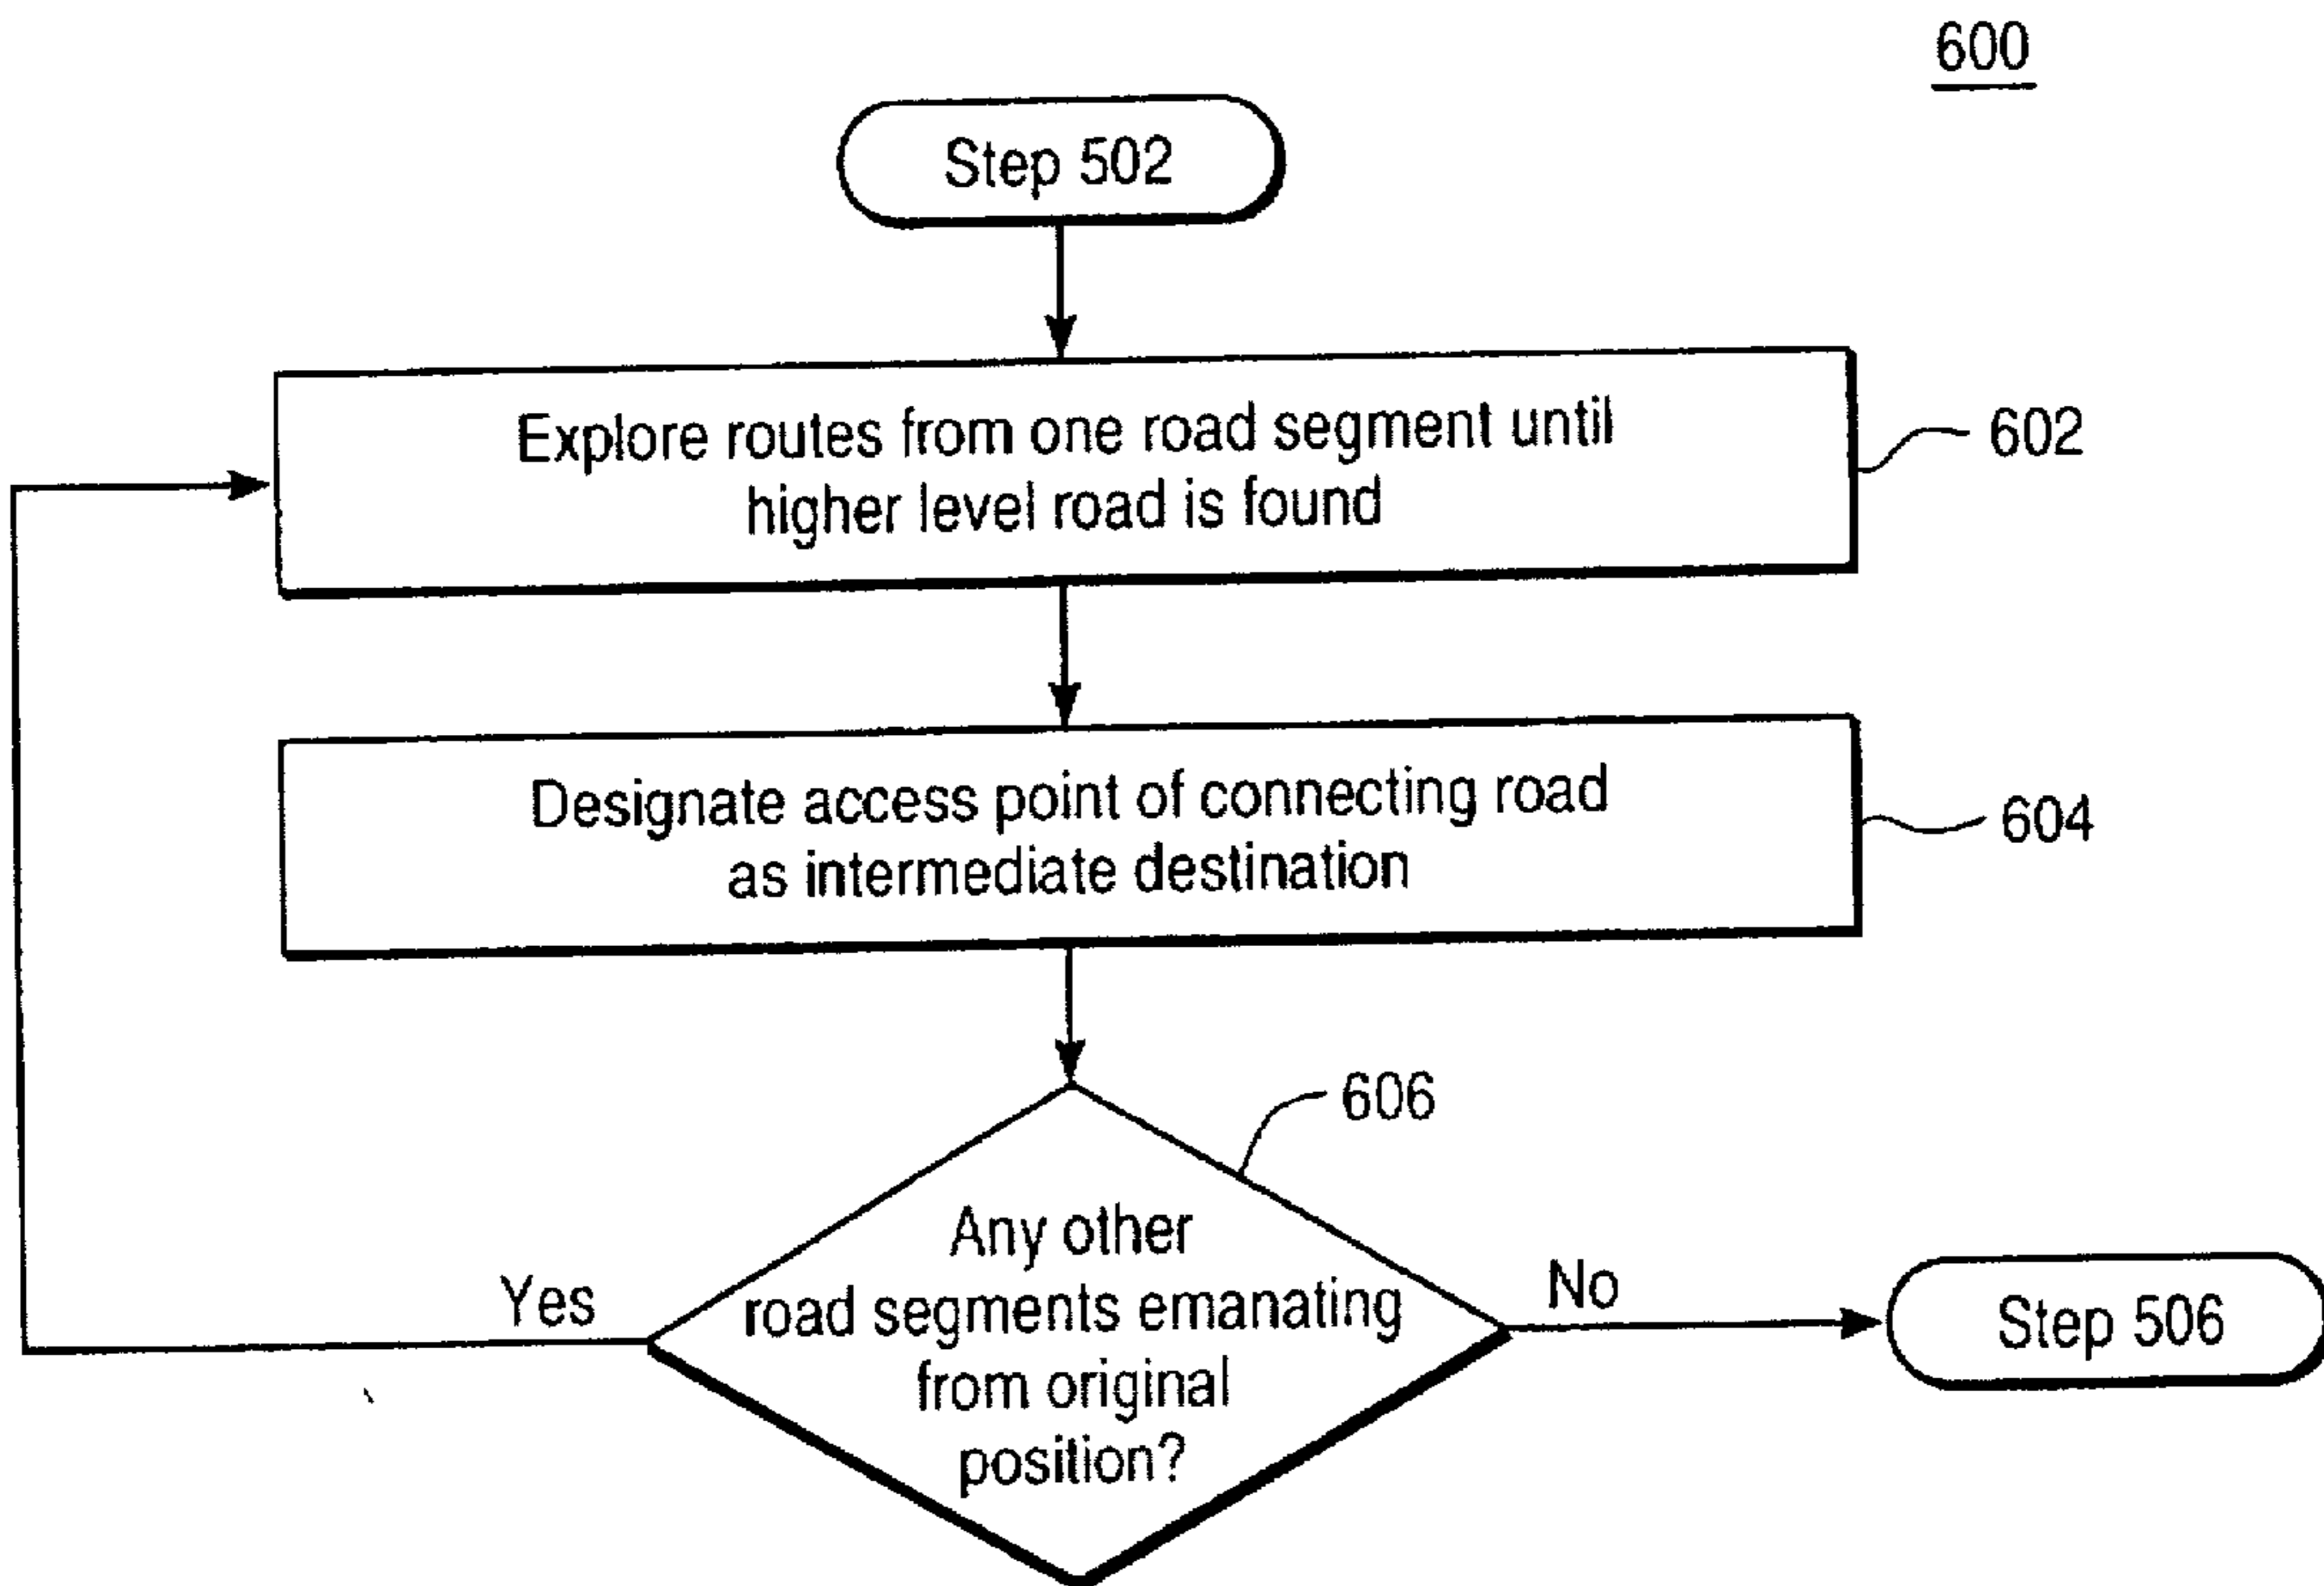 600
Step 502
Explore routes from one road segment until
higher level road is found
602
Designate access point of connecting road
as intermediate destination
604
606
Any other
road segments emanating
from original
position?
Yes
No
Step 506